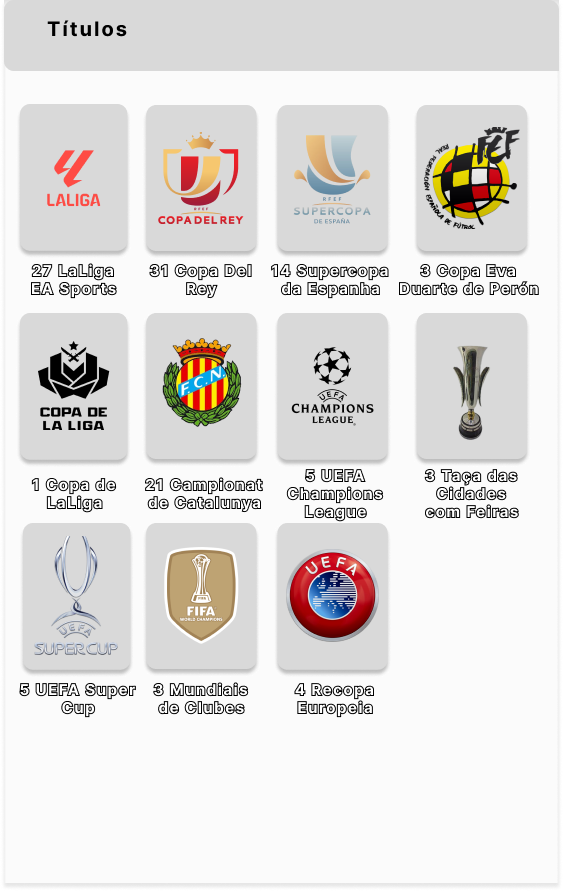 Títulos
LALIGA
RFEF
COPA DEL REY
RFEF
SUPERCOPA
DE ESPAÑA
REAL FEDERACIÓN ESPAÑOLA DE FÚTBOL
27 LaLiga
EA Sports
31 Copa Del
Rey
14 Supercopa
da Espanha
3 Copa Eva
Duarte de Perón
COPA DE
LA LIGA
F.C.N
UEFA
CHAMPIONS
LEAGUE
1 Copa de
LaLiga
21 Campionat
de Catalunya
5 UEFA
Champions
League
3 Taça das
Cidades
com Feiras
UEFA
SUPERCUP
FIFA
WORLD CHAMPIONS
UEFA
5 UEFA Super
Cup
3 Mundiais
de Clubes
4 Recopa
Europeia